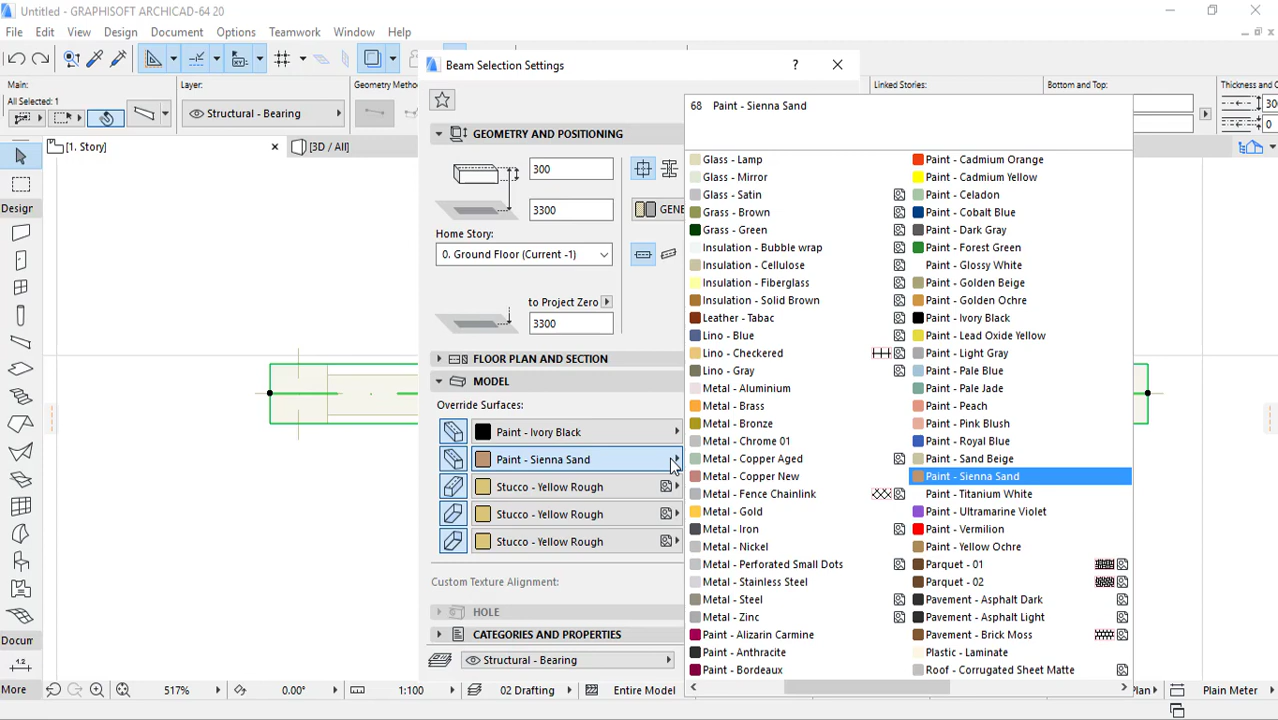 Untitled - GRAPHISOFT ARCHICAD-64 20
File Edit View Design Document Options Teamwork Window Help
Main:
All Selected: 1
Layer:
Structural - Bearing
Geometry Method
Linked Stories:
Bottom and Top:
Thickness and
30
0
[1. Story]
[3D / All]
Design
Docum
1.2
More
Beam Selection Settings
?
GEOMETRY AND POSITIONING
300
3300
GENE
Home Story:
0. Ground Floor (Current -1)
to Project Zero
3300
FLOOR PLAN AND SECTION
MODEL
Override Surfaces:
Paint - Ivory Black
Paint - Sienna Sand
Stucco - Yellow Rough
Stucco - Yellow Rough
Stucco - Yellow Rough
Custom Texture Alignment:
HOLE
CATEGORIES AND PROPERTIES
Structural - Bearing
68 Paint - Sienna Sand
Glass - Lamp
Glass - Mirror
Glass - Satin
Grass - Brown
Grass - Green
Insulation - Bubble wrap
Insulation - Cellulose
Insulation - Fiberglass
Insulation - Solid Brown
Leather - Tabac
Lino - Blue
Lino - Checkered
Lino - Gray
Metal - Aluminium
Metal - Brass
Metal - Bronze
Metal - Chrome 01
Metal - Copper Aged
Metal - Copper New
Metal - Fence Chainlink
Metal - Gold
Metal - Iron
Metal - Nickel
Metal - Perforated Small Dots
Metal - Stainless Steel
Metal - Steel
Metal - Zinc
Paint - Alizarin Carmine
Paint - Anthracite
Paint - Bordeaux
Paint - Cadmium Orange
Paint - Cadmium Yellow
Paint - Celadon
Paint - Cobalt Blue
Paint - Dark Gray
Paint - Forest Green
Paint - Glossy White
Paint - Golden Beige
Paint - Golden Ochre
Paint - Ivory Black
Paint - Lead Oxide Yellow
Paint - Light Gray
Paint - Pale Blue
Paint - Pale Jade
Paint - Peach
Paint - Pink Blush
Paint - Royal Blue
Paint - Sand Beige
Paint - Sienna Sand
Paint - Titanium White
Paint - Ultramarine Violet
Paint - Vermilion
Paint - Yellow Ochre
Parquet - 01
Parquet - 02
Pavement - Asphalt Dark
Pavement - Asphalt Light
Pavement - Brick Moss
Plastic - Laminate
Roof - Corrugated Sheet Matte
517% 0.00° 1:100 02 Drafting Entire Model Plan Plain Meter